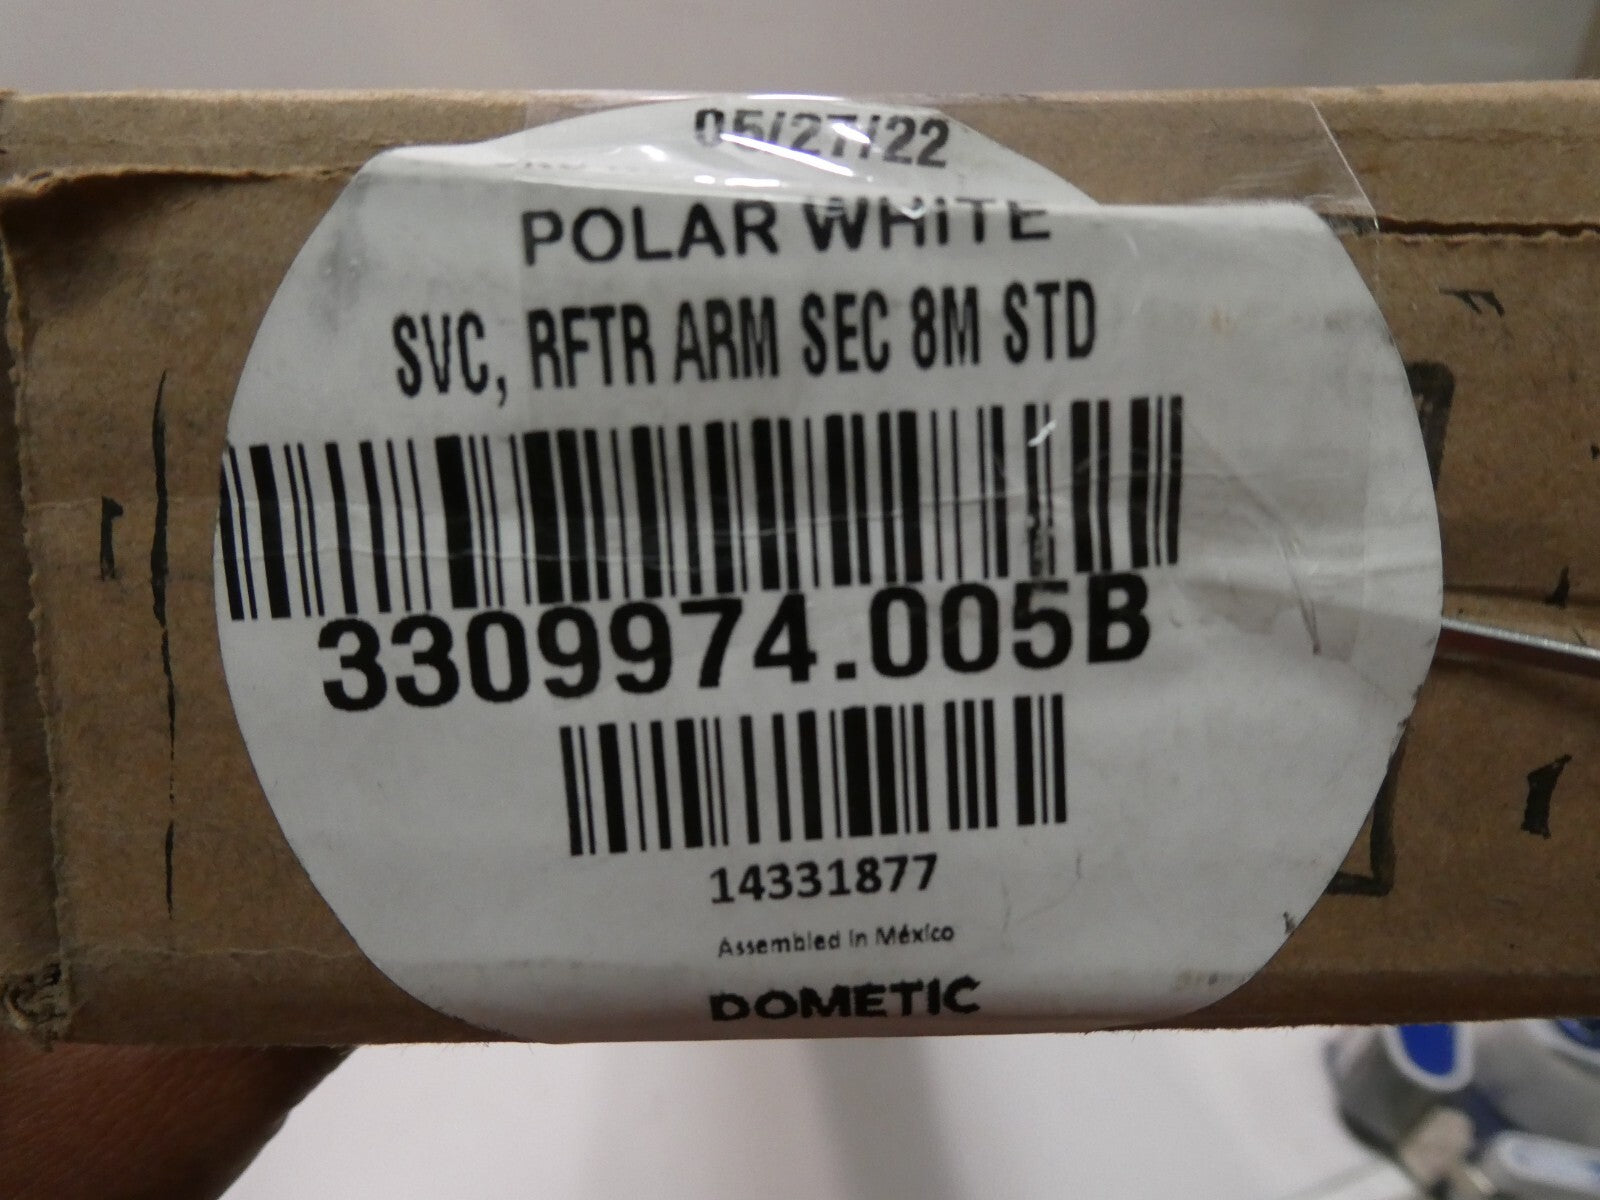 05/27/22
POLAR WHITE
SVC, RFTR ARM SEC 8M STD
3309974.005B
14331877
Assembled in México
DOMETIC